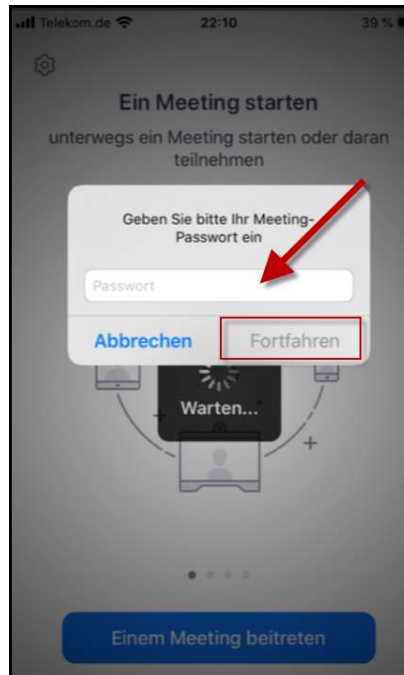 Telekom.de 22:10 39 %
Ein Meeting starten
unterwegs ein Meeting starten oder daran
teilnehmen
Geben Sie bitte Ihr Meeting-
Passwort ein
Passwort
Abbrechen Fortfahren
Warten...
Einem Meeting beitreten